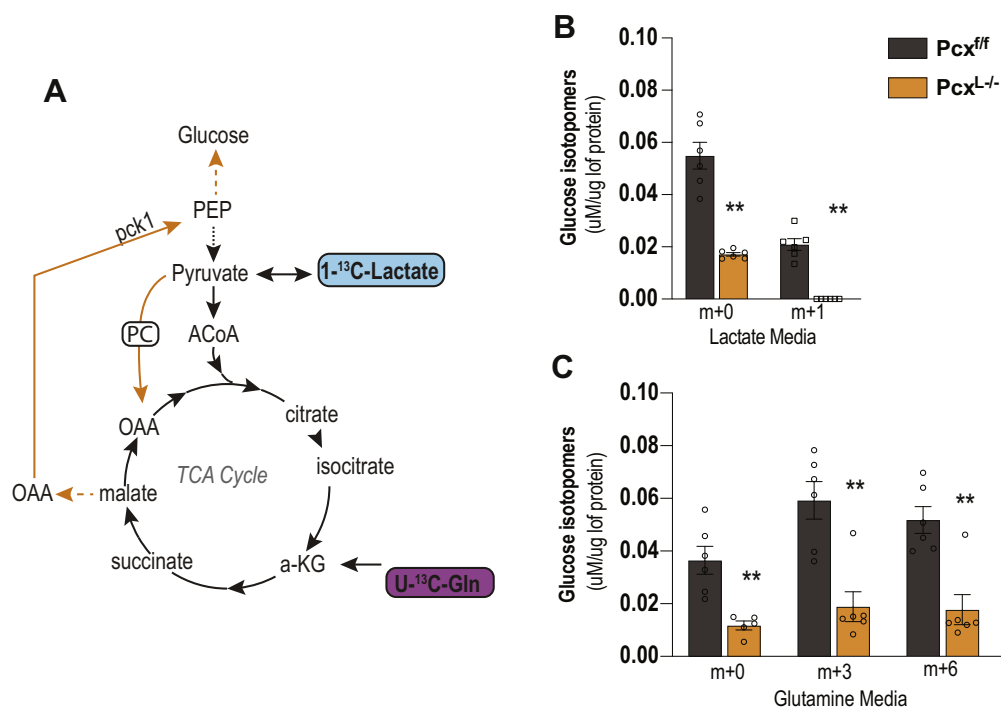 A
Glucose
PEP
pck1
Pyruvate
1-¹³C-Lactate
PC
ACoA
OAA
citrate
TCA Cycle
isocitrate
OAA
malate
succinate
a-KG
U-¹³C-Gln
B
Glucose isotopomers
(uM/ug lof protein)
0.10
0.08
0.06
0.04
0.02
0.00
**
**
m+0
m+1
Lactate Media
Pcxf/f
PcxL-/-
C
Glucose isotopomers
(uM/ug lof protein)
0.10
0.08
0.06
0.04
0.02
0.00
**
**
**
m+0
m+3
m+6
Glutamine Media